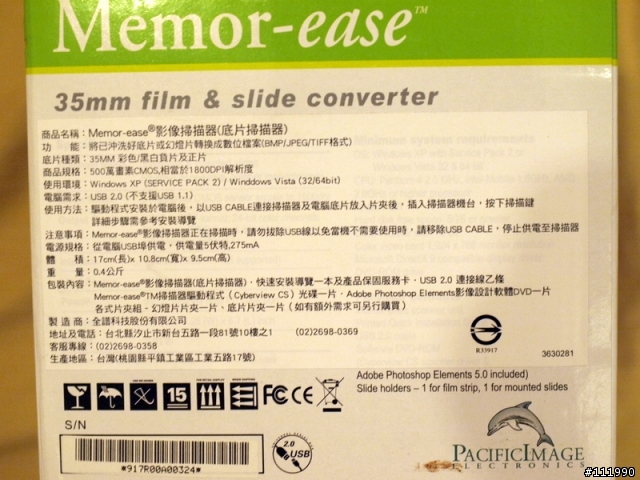 Memor-ease™
35mm film & slide converter
商品名稱: Memor-ease®影像掃描器(底片掃描器)
功 能: 將已沖洗好底片或幻燈片轉換成數位檔案(BMP/JPEG/TIFF格式)
底片種類: 35MM 彩色/黑白負片及正片
商品規格: 500萬畫素CMOS,相當於1800DPI解析度
使用環境: Windows XP (SERVICE PACK 2) / Winddows Vista (32/64bit)
電腦需求: USB 2.0 (不支援USB 1.1)
使用方法: 驅動程式安裝於電腦後, 以USB CABLE連接掃描器及電腦底片放入片夾後, 插入掃描器機台, 按下掃描鍵
詳細步驟需參考安裝導覽
注意事項: Memor-ease影像掃描器正在掃描時, 請勿拔除USB線以免當機不需要使用時, 請移除USB CABLE, 停止供電至掃描器
電源規格: 從電腦USB埠供電, 供電量5伏特,275mA
體 積: 17cm(長)x 10.8cm(寬)x 9.5cm(高)
重 量: 0.4公斤
包裝內容: Memor-ease®影像掃描器(底片掃描器)、快速安裝導覽一本及產品保固服務卡、USB 2.0 連接線乙條
Memor-ease™掃描器驅動程式 (Cyberview CS) 光碟一片、Adobe Photoshop Elements影像設計軟體DVD一片
各式片夾組 - 幻燈片片夾一片、底片片夾一片 (如有額外需求可另行購買)
製 造 商: 全譜科技股份有限公司
地址及電話: 台北縣汐止市新台五路一段81號10樓之1 (02)2698-0369
客服專線: (02)2698-0358
生產地區: 台灣(桃園縣平鎮工業區工業五路17號)
R33917
3630281
15
FC CE
Adobe Photoshop Elements 5.0 included)
Slide holders – 1 for film strip, 1 for mounted slides
S/N
*917R00A00324*
2.0
USB
PACIFICIMAGE
ELECTRONICS
#111990